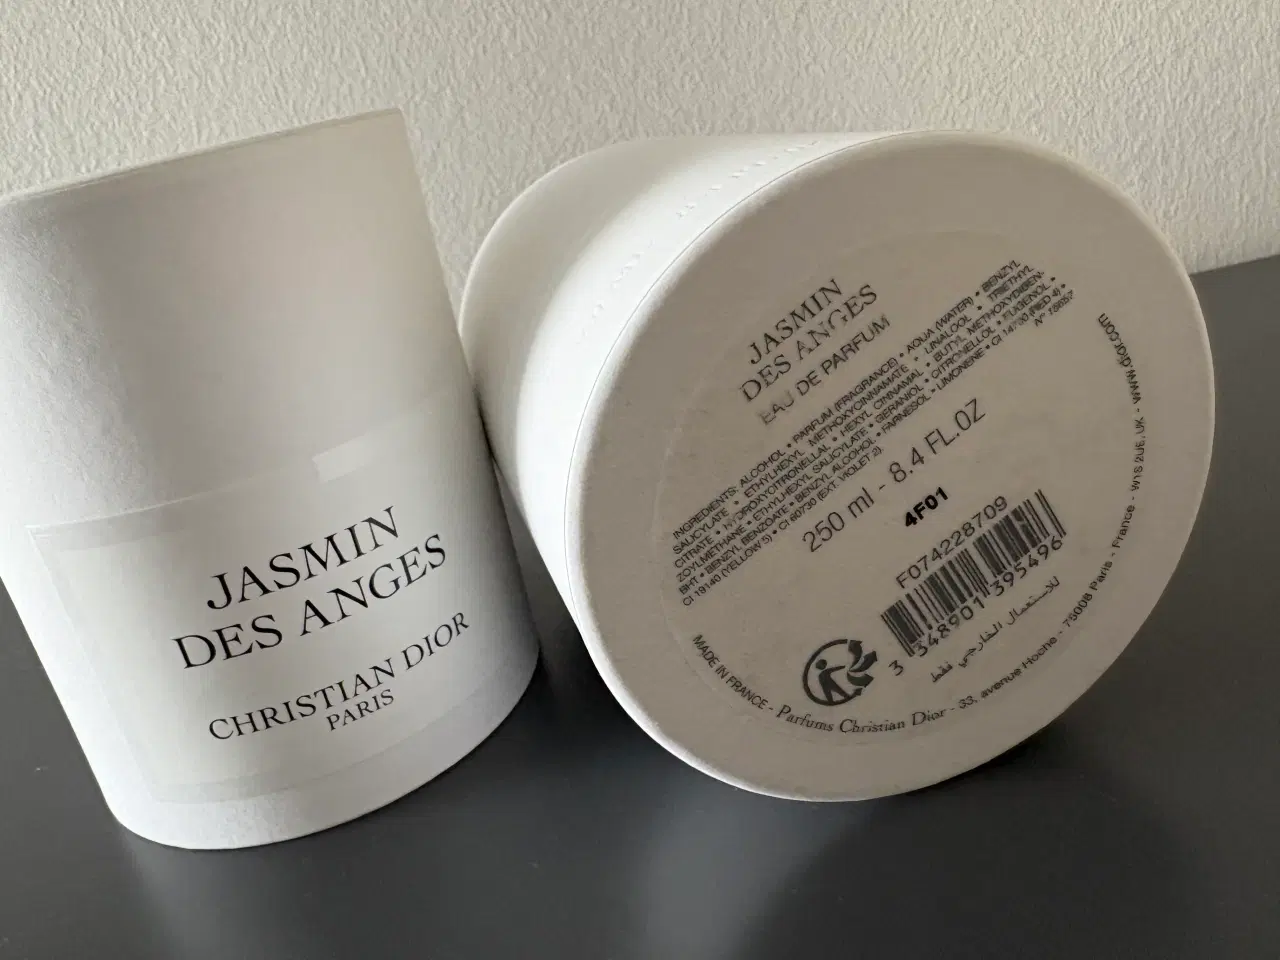 JASMIN
DES ANGES
CHRISTIAN DIOR
PARIS
JASMIN
DES ANGES
EAU DE PARFUM
INGREDIENTS: ALCOHOL • PARFUM (FRAGRANCE) • AQUA (WATER) • BENZYL
SALICYLATE • ETHYLHEXYL METHOXYCINNAMATE • LINALOOL • TRIETHYL
CITRATE • HYDROXYCITRONELLAL • HEXYL CINNAMAL • BUTYL METHOXYDIBEN-
ZOYLMETHANE • ETHYLHEXYL SALICYLATE • GERANIOL • CITRONELLOL • EUGENOL •
BHT • BENZYL BENZOATE • BENZYL ALCOHOL • FARNESOL • LIMONENE • CI 14700 (RED 4) •
CI 19140 (YELLOW 5) • CI 60730 (EXT. VIOLET 2)
250 ml - 8.4 FL.OZ
4F01
F074228709
3 348901 395496
للاستعمال الخارجي فقط
MADE IN FRANCE - Parfums Christian Dior - 33, avenue Hoche - 75008 Paris - France - W1S 2UE, UK - www.dior.com